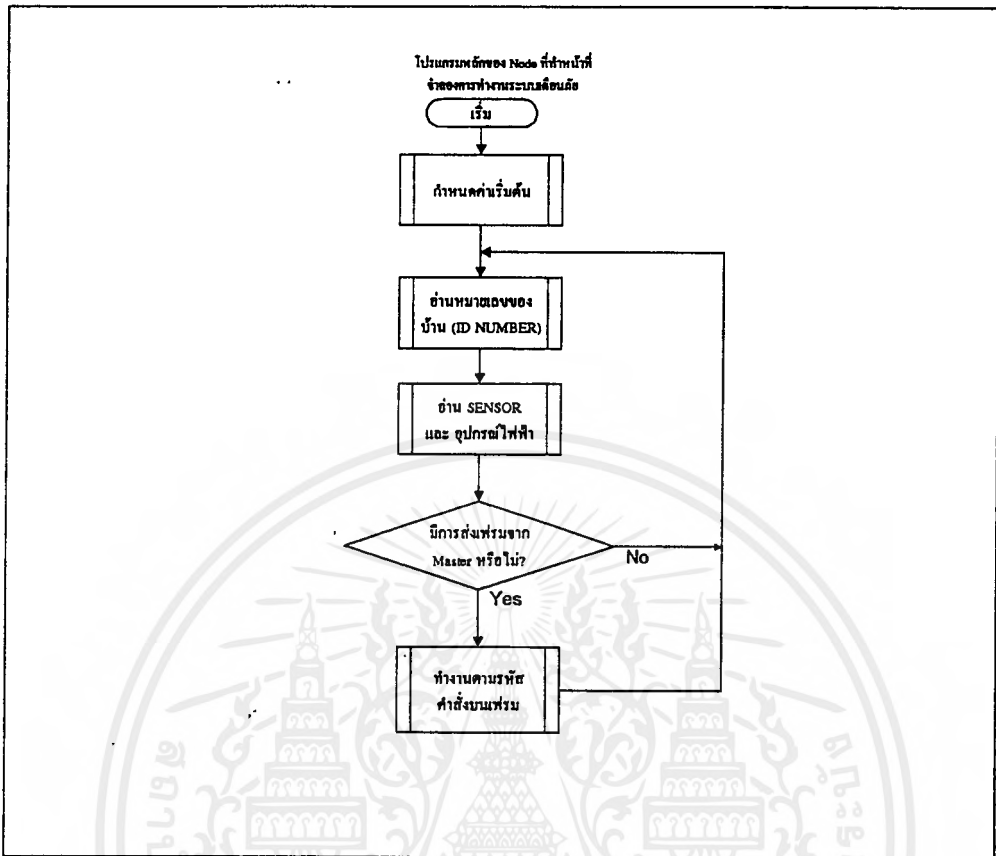 โปรแกรมหลักของ Node ที่ทำหน้าที่
จำลองการทำงานระบบเตือนภัย
เริ่ม
กำหนดค่าเริ่มต้น
อ่านหมายเลขของ
บ้าน (ID NUMBER)
อ่าน SENSOR
และ อุปกรณ์ไฟฟ้า
มีการส่งเฟรมจาก
Master หรือไม่?
No
Yes
ทำงานตามรหัส
คำสั่งบนเฟรม